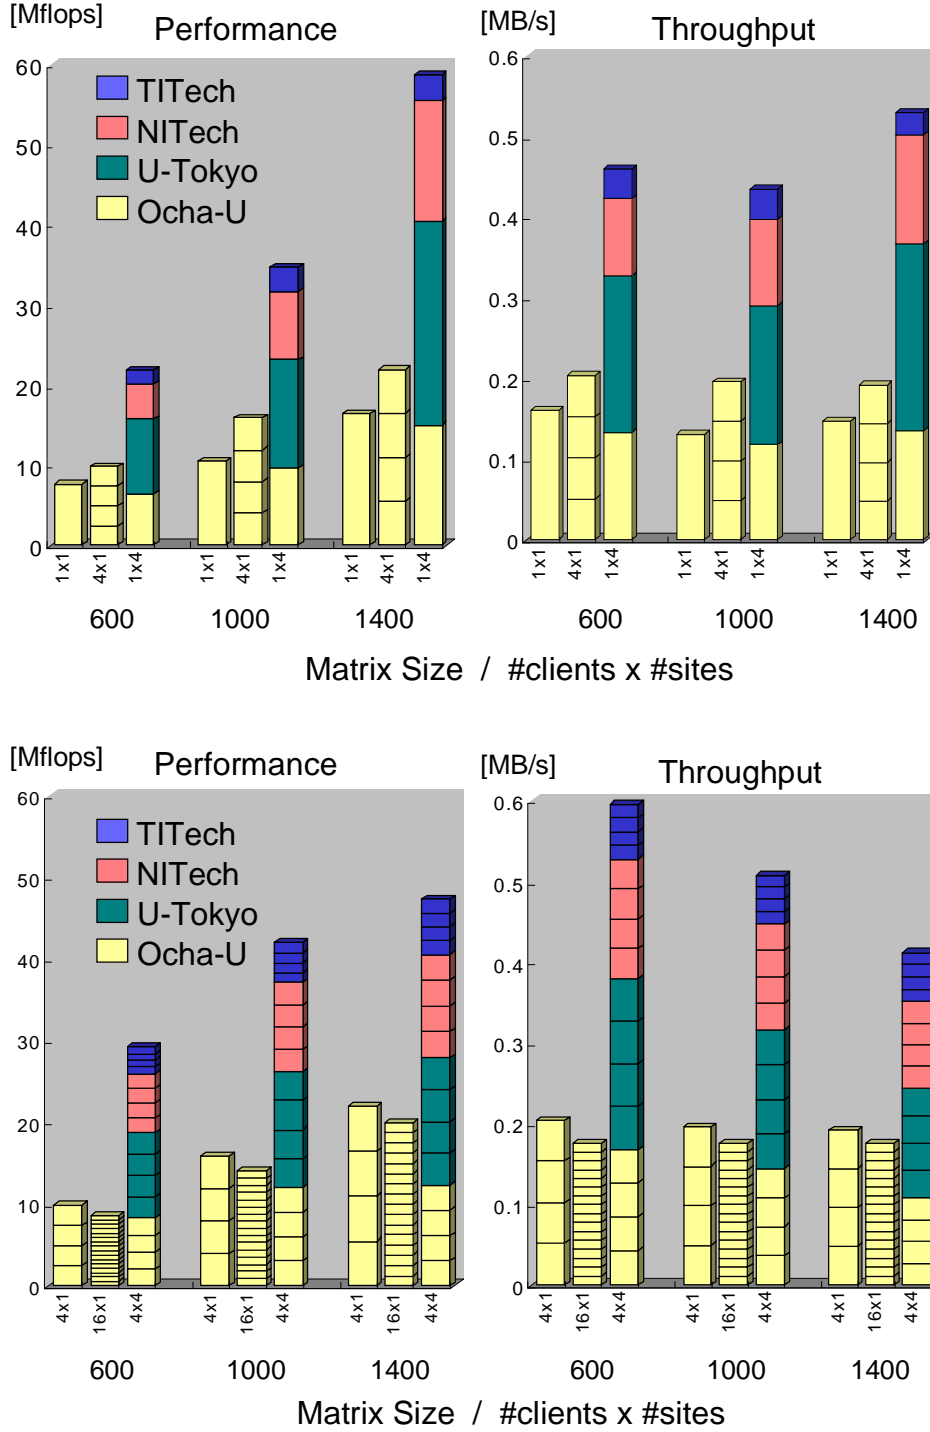 [Mflops] Performance
60
50
40
30
20
10
0
TITech
NITech
U-Tokyo
Ocha-U
1x1 4x1 1x4 1x1 4x1 1x4 1x1 4x1 1x4
600 1000 1400
[MB/s] Throughput
0.6
0.5
0.4
0.3
0.2
0.1
0
1x1 4x1 1x4 1x1 4x1 1x4 1x1 4x1 1x4
600 1000 1400
Matrix Size / #clients x #sites
[Mflops] Performance
60
50
40
30
20
10
0
TITech
NITech
U-Tokyo
Ocha-U
4x1 16x1 4x4 4x1 16x1 4x4 4x1 16x1 4x4
600 1000 1400
[MB/s] Throughput
0.6
0.5
0.4
0.3
0.2
0.1
0
4x1 16x1 4x4 4x1 16x1 4x4 4x1 16x1 4x4
600 1000 1400
Matrix Size / #clients x #sites